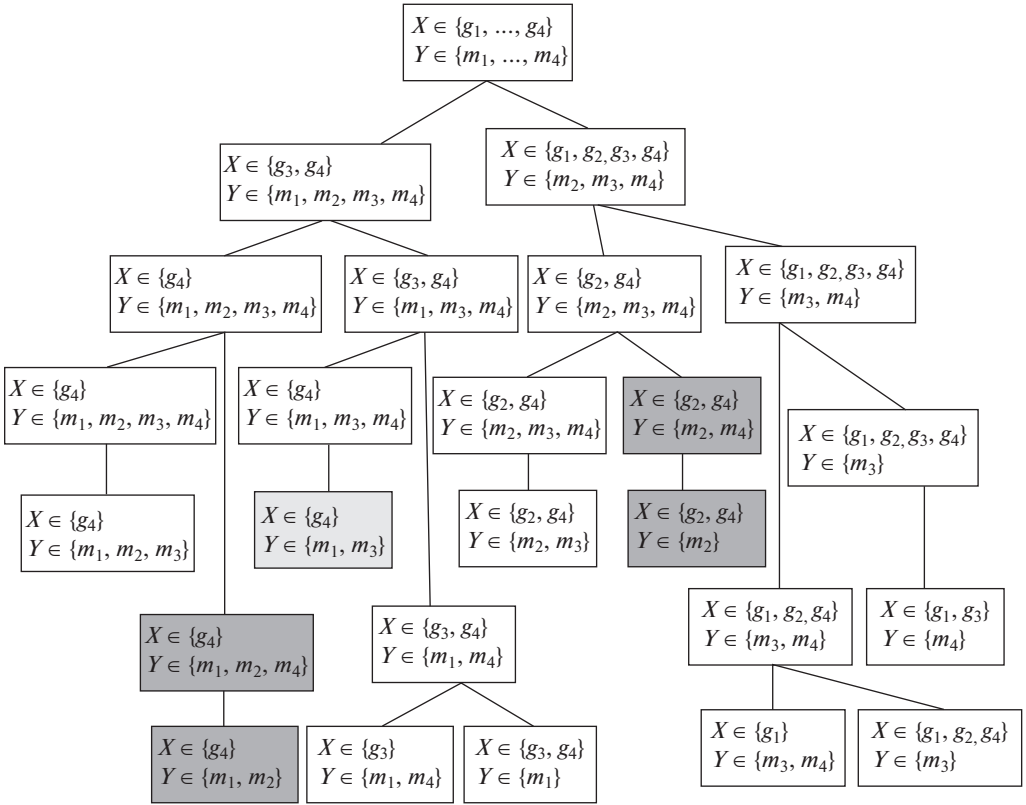 X ∈ {g₁, ..., g₄}
Y ∈ {m₁, ..., m₄}
X ∈ {g₃, g₄}
Y ∈ {m₁, m₂, m₃, m₄}
X ∈ {g₁, g₂, g₃, g₄}
Y ∈ {m₂, m₃, m₄}
X ∈ {g₄}
Y ∈ {m₁, m₂, m₃, m₄}
X ∈ {g₃, g₄}
Y ∈ {m₁, m₃, m₄}
X ∈ {g₂, g₄}
Y ∈ {m₂, m₃, m₄}
X ∈ {g₁, g₂, g₃, g₄}
Y ∈ {m₃, m₄}
X ∈ {g₄}
Y ∈ {m₁, m₂, m₃, m₄}
X ∈ {g₄}
Y ∈ {m₁, m₃, m₄}
X ∈ {g₂, g₄}
Y ∈ {m₂, m₃, m₄}
X ∈ {g₂, g₄}
Y ∈ {m₂, m₄}
X ∈ {g₁, g₂, g₃, g₄}
Y ∈ {m₃}
X ∈ {g₄}
Y ∈ {m₁, m₂, m₃}
X ∈ {g₄}
Y ∈ {m₁, m₃}
X ∈ {g₂, g₄}
Y ∈ {m₂, m₃}
X ∈ {g₂, g₄}
Y ∈ {m₂}
X ∈ {g₄}
Y ∈ {m₁, m₂, m₄}
X ∈ {g₃, g₄}
Y ∈ {m₁, m₄}
X ∈ {g₁, g₂, g₄}
Y ∈ {m₃, m₄}
X ∈ {g₁, g₃}
Y ∈ {m₄}
X ∈ {g₄}
Y ∈ {m₁, m₂}
X ∈ {g₃}
Y ∈ {m₁, m₄}
X ∈ {g₃, g₄}
Y ∈ {m₁}
X ∈ {g₁}
Y ∈ {m₃, m₄}
X ∈ {g₁, g₂, g₄}
Y ∈ {m₃}